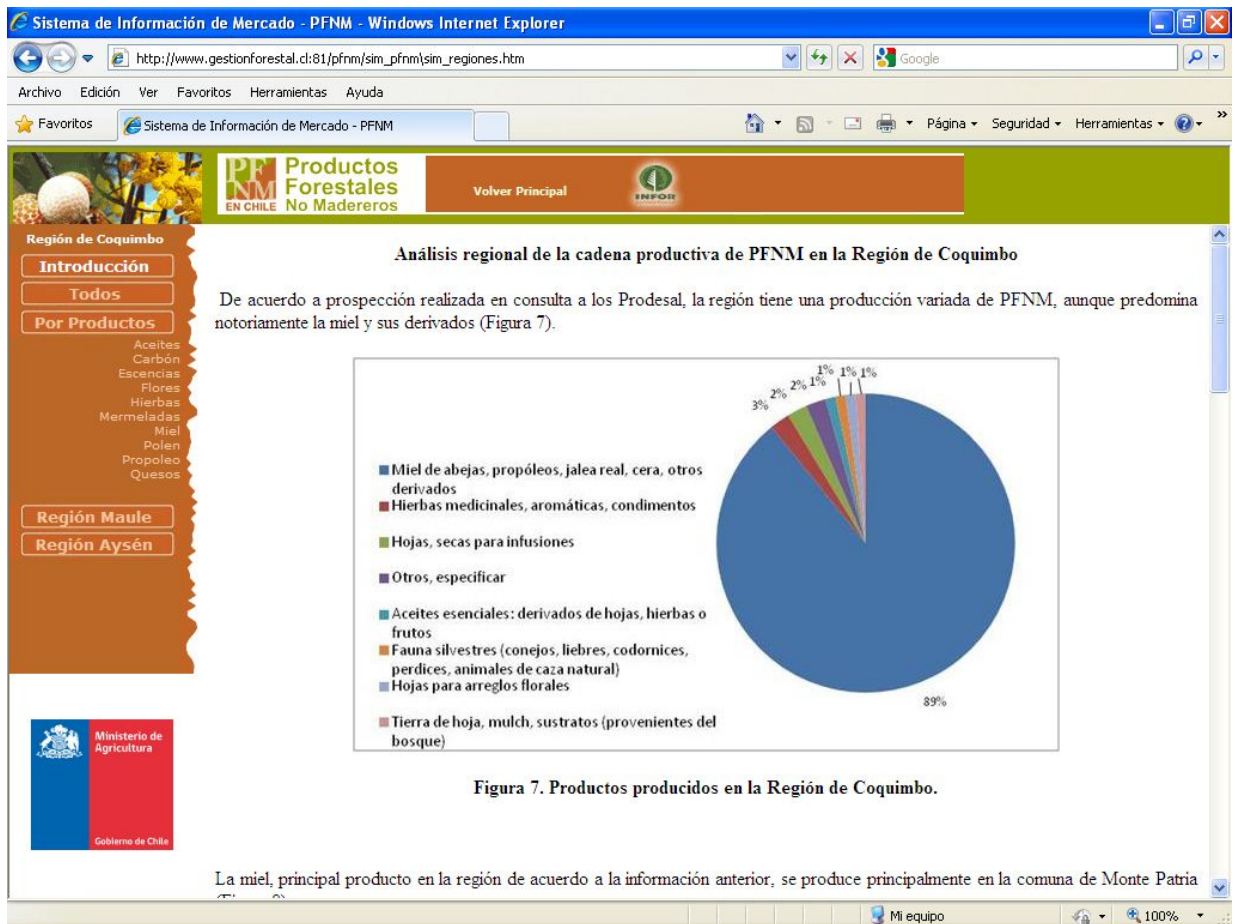 Sistema de Información de Mercado - PFNM - Windows Internet Explorer
http://www.gestionforestal.cl:81/pfnm/sim_pfnm\sim_regiones.htm
Google
Archivo Edición Ver Favoritos Herramientas Ayuda
Favoritos
Sistema de Información de Mercado - PFNM
Página
Seguridad
Herramientas
PF
NM
EN CHILE
Productos
Forestales
No Madereros
Volver Principal
INFOR
Región de Coquimbo
Introducción
Todos
Por Productos
Aceites
Carbón
Escencias
Flores
Hierbas
Mermeladas
Miel
Polen
Propoleo
Quesos
Región Maule
Región Aysén
Ministerio de
Agricultura
Gobierno de Chile
Análisis regional de la cadena productiva de PFNM en la Región de Coquimbo
De acuerdo a prospección realizada en consulta a los Prodesal, la región tiene una producción variada de PFNM, aunque predomina
notoriamente la miel y sus derivados (Figura 7).
3% 2% 2% 1% 1% 1% 1%
89%
Miel de abejas, propóleos, jalea real, cera, otros
derivados
Hierbas medicinales, aromáticas, condimentos
Hojas, secas para infusiones
Otros, especificar
Aceites esenciales: derivados de hojas, hierbas o
frutos
Fauna silvestres (conejos, liebres, codornices,
perdices, animales de caza natural)
Hojas para arreglos florales
Tierra de hoja, mulch, sustratos (provenientes del
bosque)
Figura 7. Productos producidos en la Región de Coquimbo.
La miel, principal producto en la región de acuerdo a la información anterior, se produce principalmente en la comuna de Monte Patria
Mi equipo
100%